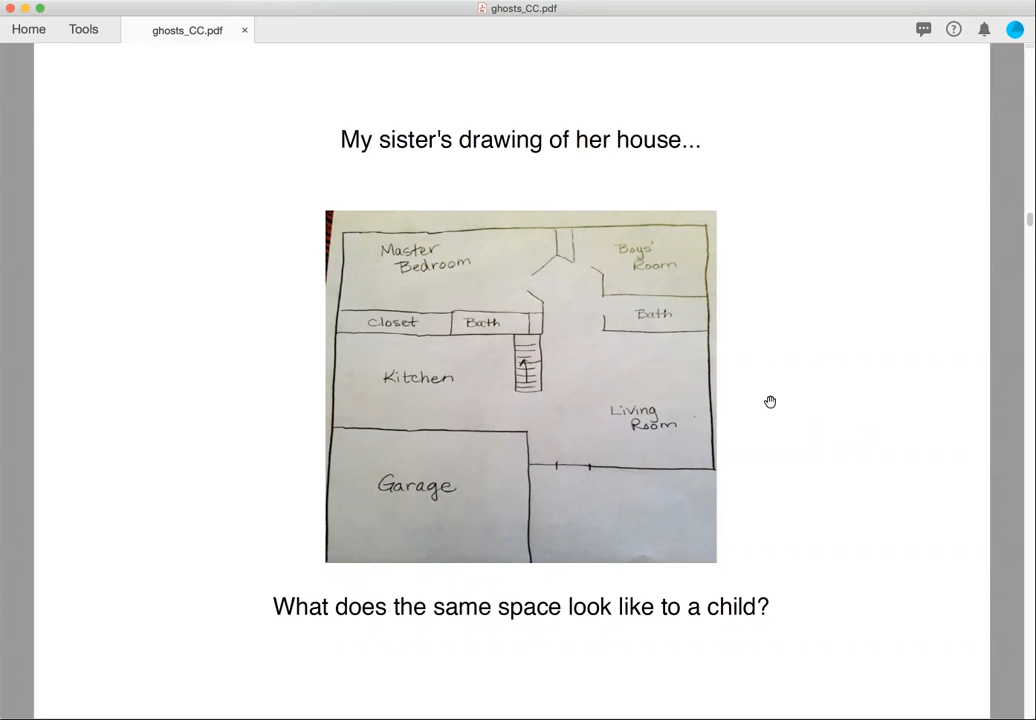 ghosts_CC.pdf
Home
Tools
ghosts_CC.pdf
×
?
My sister's drawing of her house...
Master
Bedroom
Boys'
Room
Closet
Bath
Bath
Kitchen
Living
Room
Garage
What does the same space look like to a child?